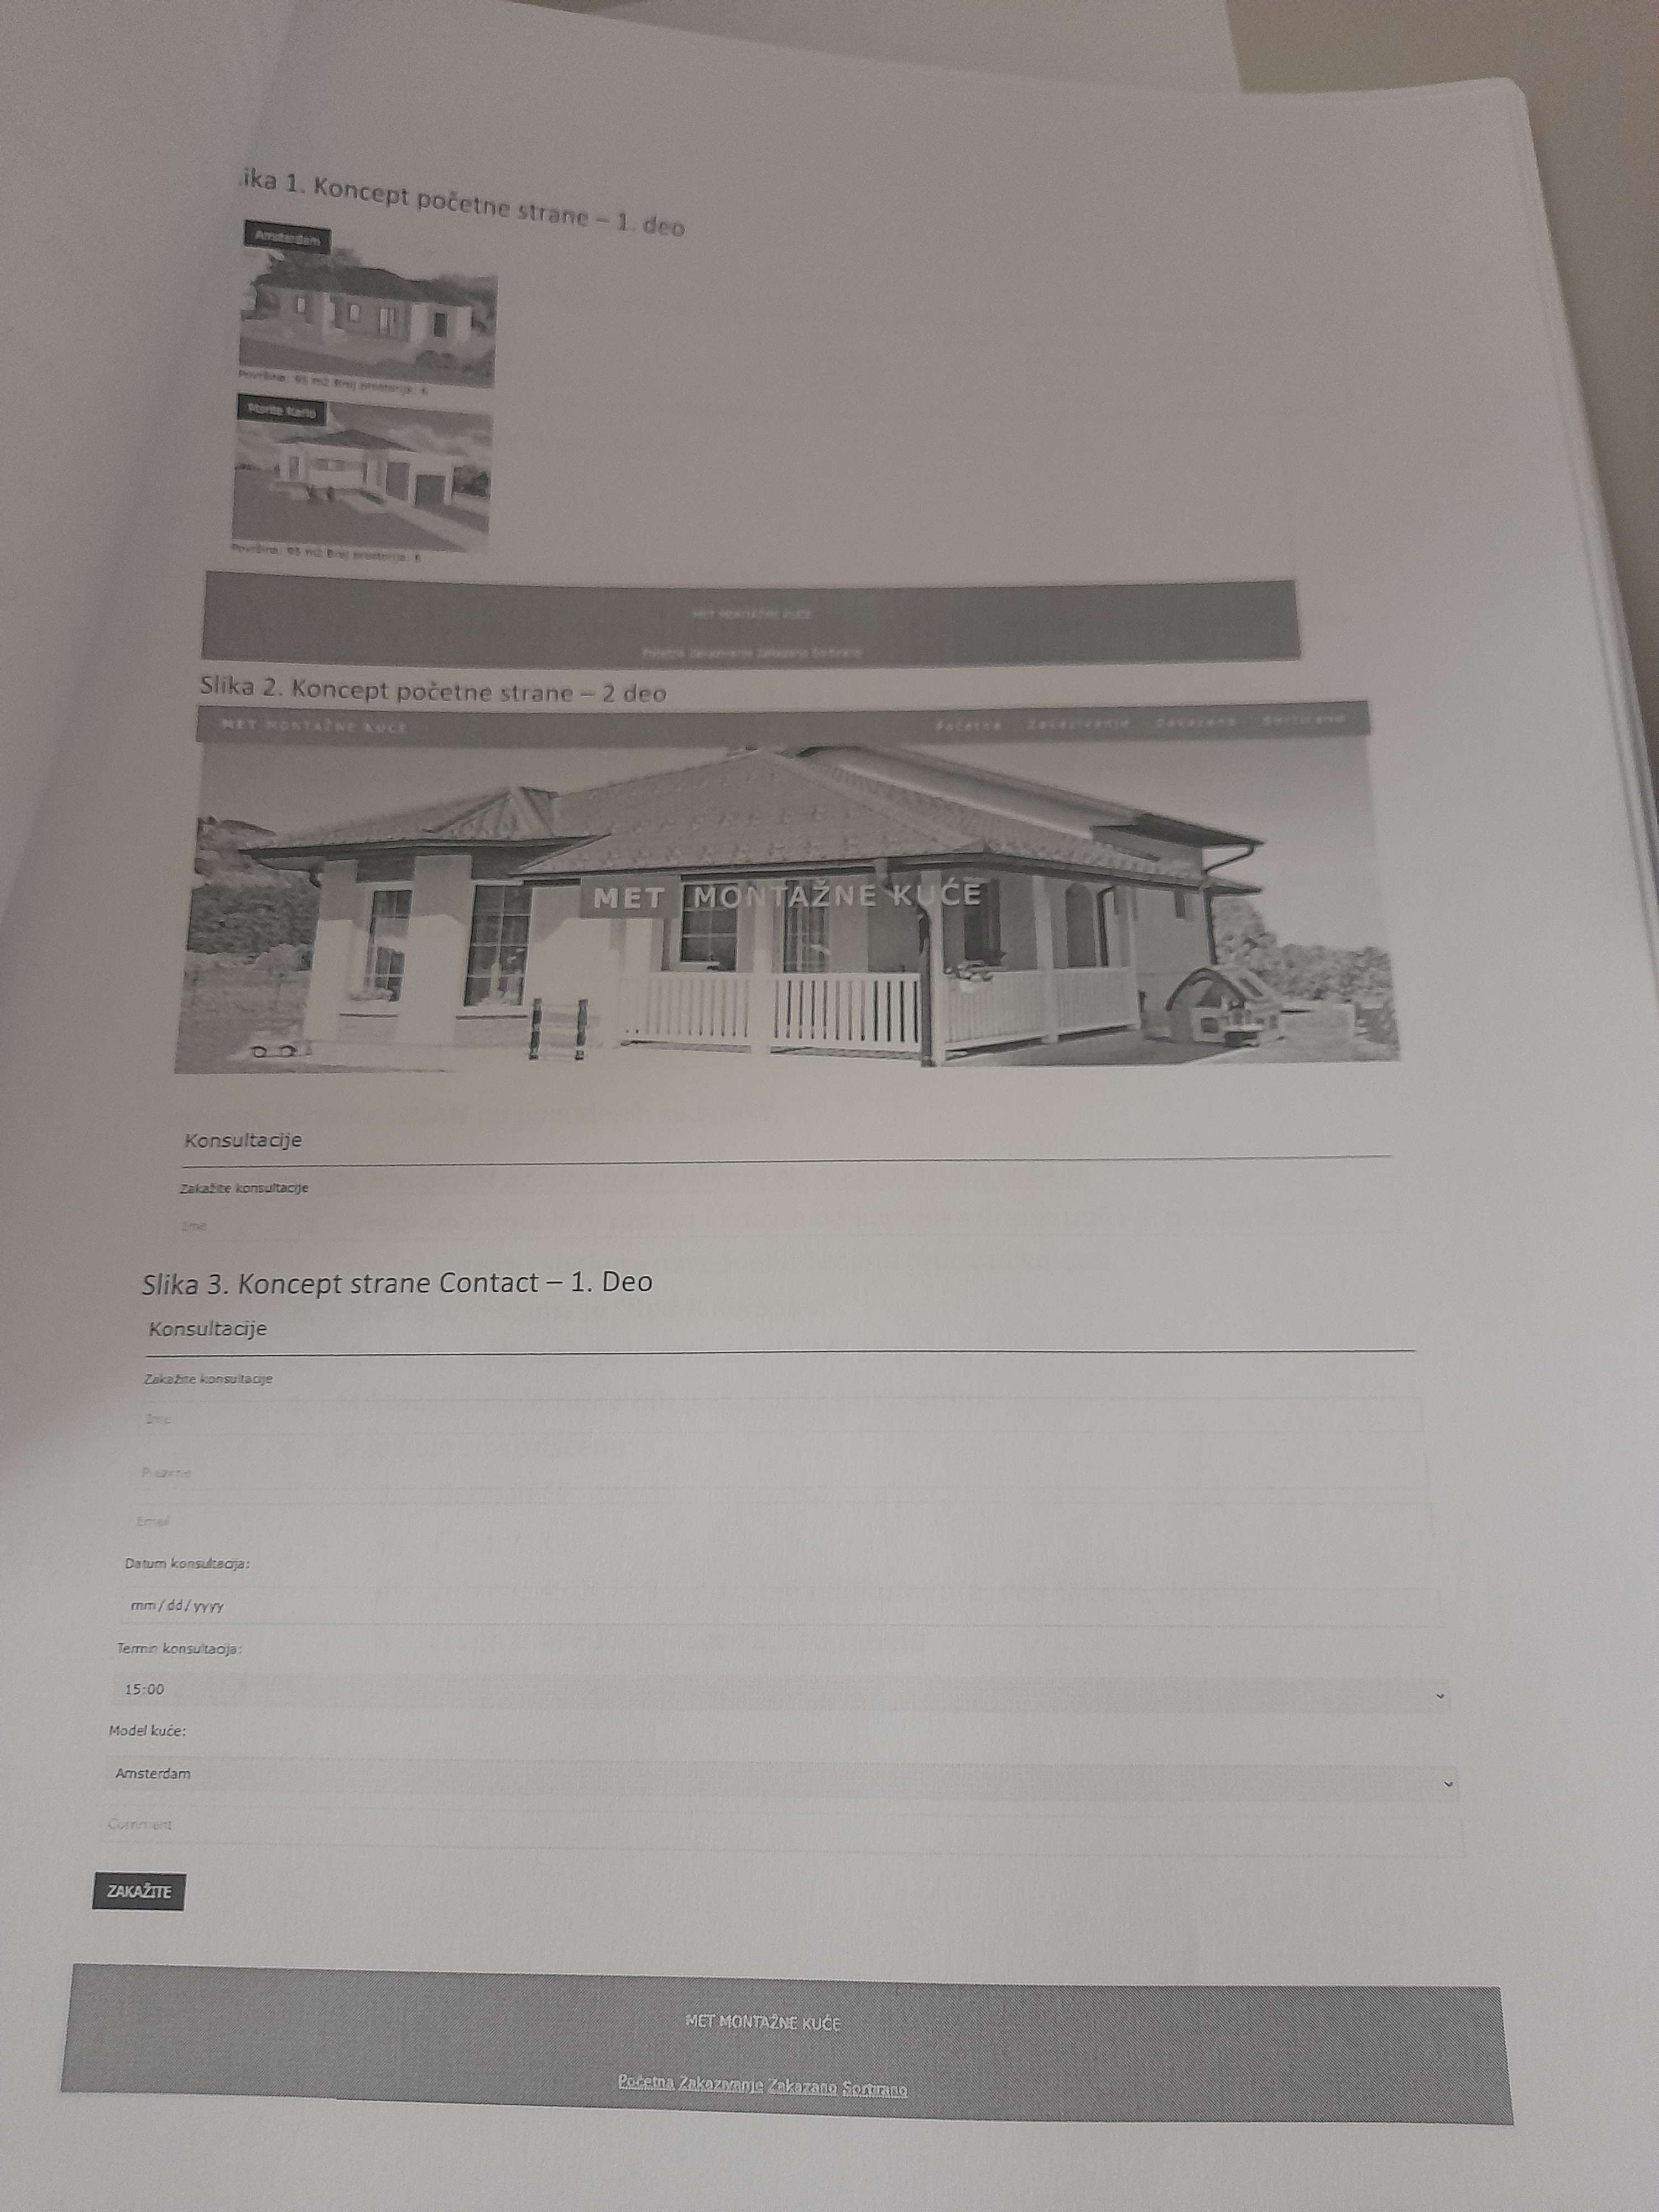 ika 1. Koncept početne strane – 1. deo
Amsterdam
Površina: 95 m2 Broj prostorija: 6
Monte Karlo
Površina: 95 m2 Broj prostorija: 6
MET MONTAŽNE KUĆE
Početna Zakazivanje Zakazano Sortirano
Slika 2. Koncept početne strane – 2 deo
MET MONTAŽNE KUĆE Početna Zakazivanje Zakazano Sortirano
MET MONTAŽNE KUĆE
Konsultacije
Zakažite konsultacije
Ime
Slika 3. Koncept strane Contact – 1. Deo
Konsultacije
Zakažite konsultacije
Ime
Prezime
Email
Datum konsultacija:
mm/dd/yyyy
Termin konsultacija:
15:00
Model kuće:
Amsterdam
Comment
ZAKAŽITE
MET MONTAŽNE KUĆE
Početna Zakazivanje Zakazano Sortirano